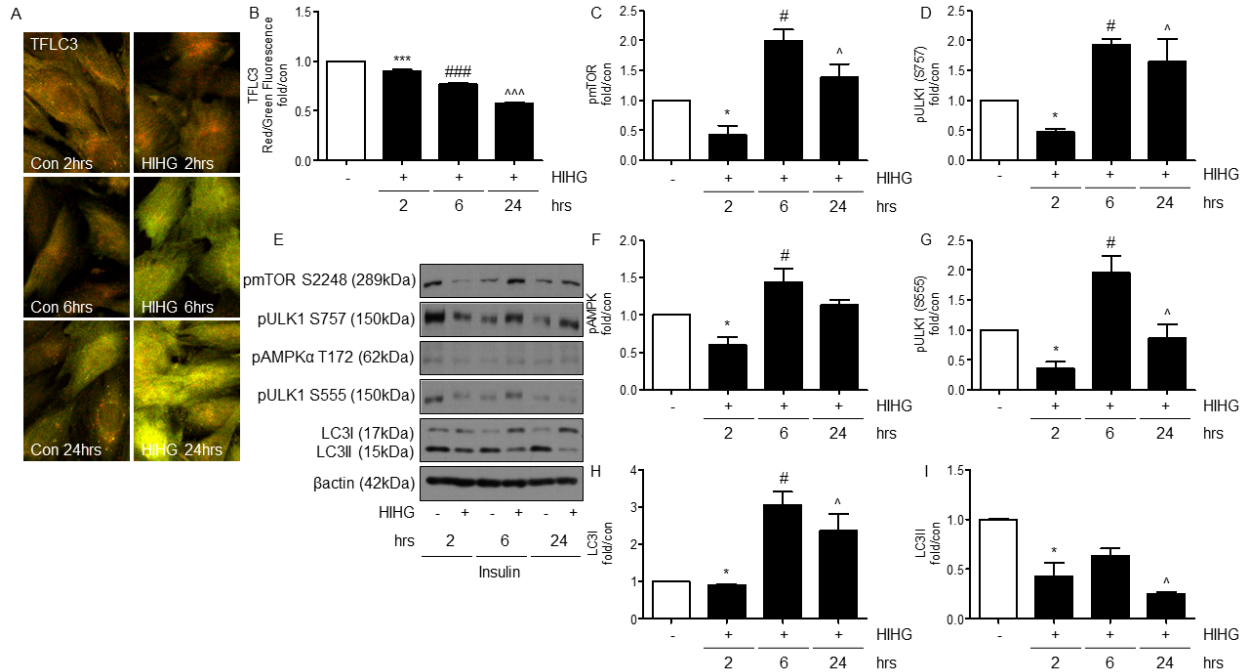 A
TFLC3
Con 2hrs
HIHG 2hrs
Con 6hrs
HIHG 6hrs
Con 24hrs
HIHG 24hrs
B
TFLC3
Red/Green Fluorescence
fold/con
1.5
1.0
0.5
0.0
*** ### ^^^
- + + + HIHG
2 6 24 hrs
C
pmTOR
fold/con
2.5
2.0
1.5
1.0
0.5
0.0
* # ^
- + + + HIHG
2 6 24 hrs
D
pULK1 (S757)
fold/con
2.5
2.0
1.5
1.0
0.5
0.0
* # ^
- + + + HIHG
2 6 24 hrs
E
pmTOR S2248 (289kDa)
pULK1 S757 (150kDa)
pAMPKα T172 (62kDa)
pULK1 S555 (150kDa)
LC3I (17kDa)
LC3II (15kDa)
βactin (42kDa)
HIHG - + - + - +
hrs 2 6 24
Insulin
F
pAMPK
fold/con
2.0
1.5
1.0
0.5
0.0
* #
- + + + HIHG
2 6 24 hrs
G
pULK1 (S555)
fold/con
2.5
2.0
1.5
1.0
0.5
0.0
* # ^
- + + + HIHG
2 6 24 hrs
H
LC3I
fold/con
4
3
2
1
0
* # ^
- + + + HIHG
2 6 24 hrs
I
LC3II
fold/con
1.5
1.0
0.5
0.0
* ^
- + + + HIHG
2 6 24 hrs